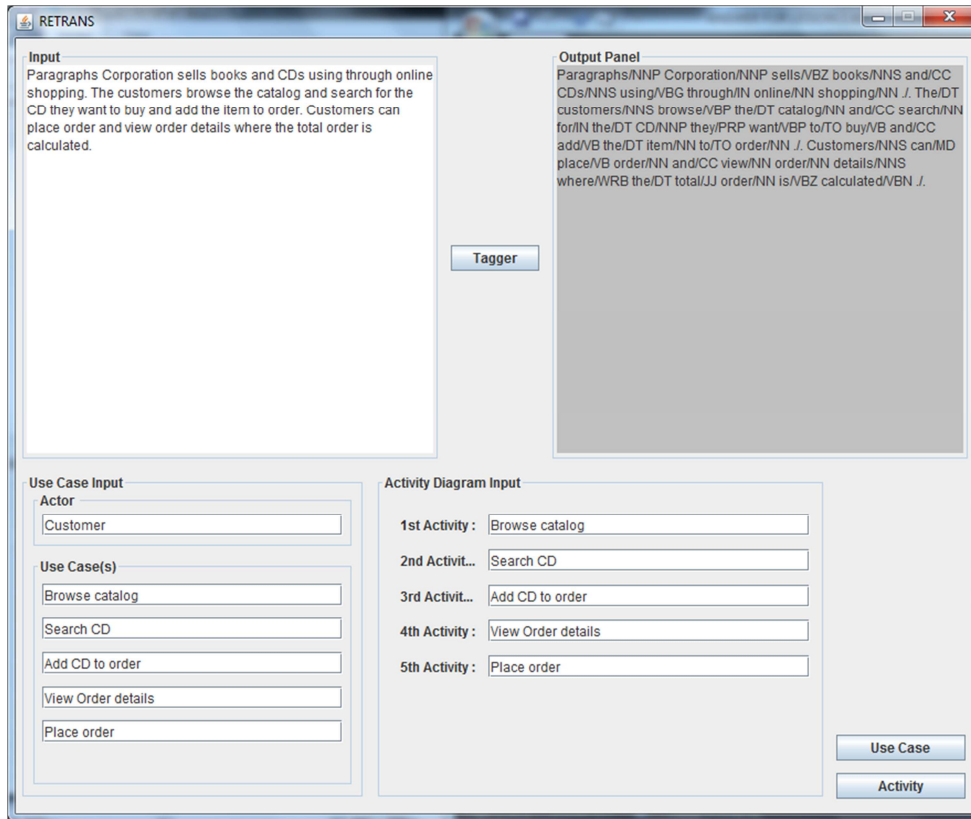 RETRANS
Input
Paragraphs Corporation sells books and CDs using through online
shopping. The customers browse the catalog and search for the
CD they want to buy and add the item to order. Customers can
place order and view order details where the total order is
calculated.
Tagger
Output Panel
Paragraphs/NNP Corporation/NNP sells/VBZ books/NNS and/CC
CDs/NNS using/VBG through/IN online/NN shopping/NN ./. The/DT
customers/NNS browse/VBP the/DT catalog/NN and/CC search/NN
for/IN the/DT CD/NNP they/PRP want/VBP to/TO buy/VB and/CC
add/VB the/DT item/NN to/TO order/NN ./. Customers/NNS can/MD
place/VB order/NN and/CC view/NN order/NN details/NNS
where/WRB the/DT total/JJ order/NN is/VBZ calculated/VBN ./.
Use Case Input
Actor
Customer
Use Case(s)
Browse catalog
Search CD
Add CD to order
View Order details
Place order
Activity Diagram Input
1st Activity : Browse catalog
2nd Activit... Search CD
3rd Activit... Add CD to order
4th Activity : View Order details
5th Activity : Place order
Use Case
Activity